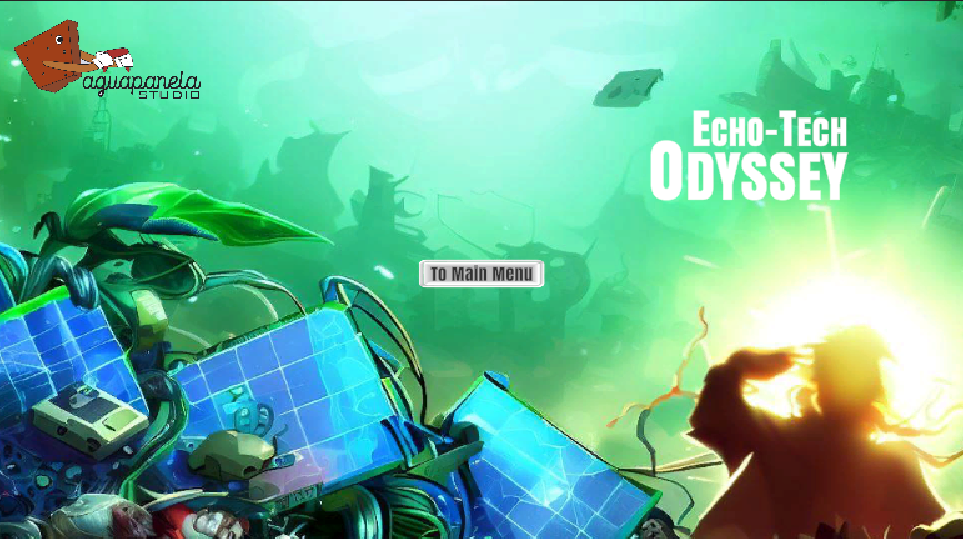 aguapanela
STUDIO
ECHO-TECH
ODYSSEY
To Main Menu